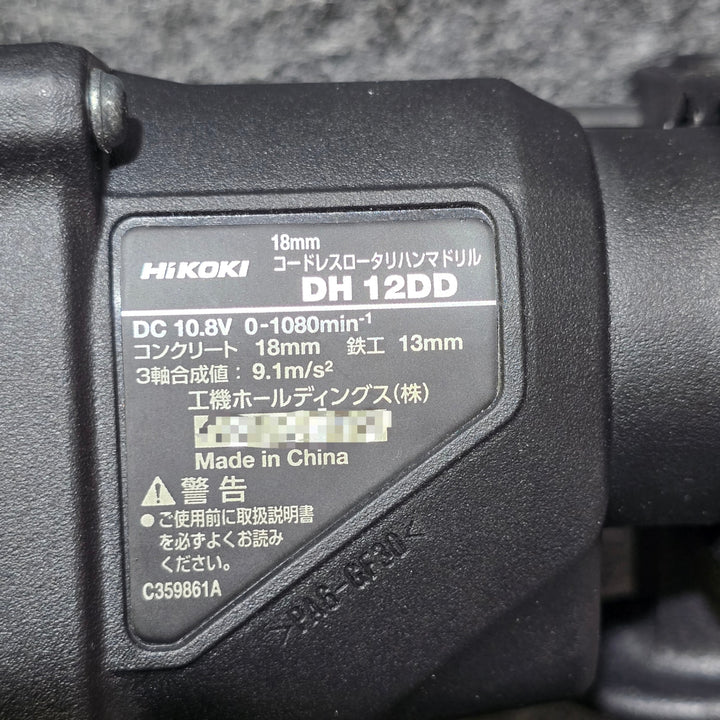 18mm
HiKOKI コードレスロータリハンマドリル
DH 12DD
DC 10.8V 0-1080min⁻¹
コンクリート 18mm 鉄工 13mm
3軸合成値：9.1m/s²
工機ホールディングス(株)
Made in China
⚠警告
●ご使用前に取扱説明書
を必ずよくお読み
ください。
C359861A
>PA6-GF30<